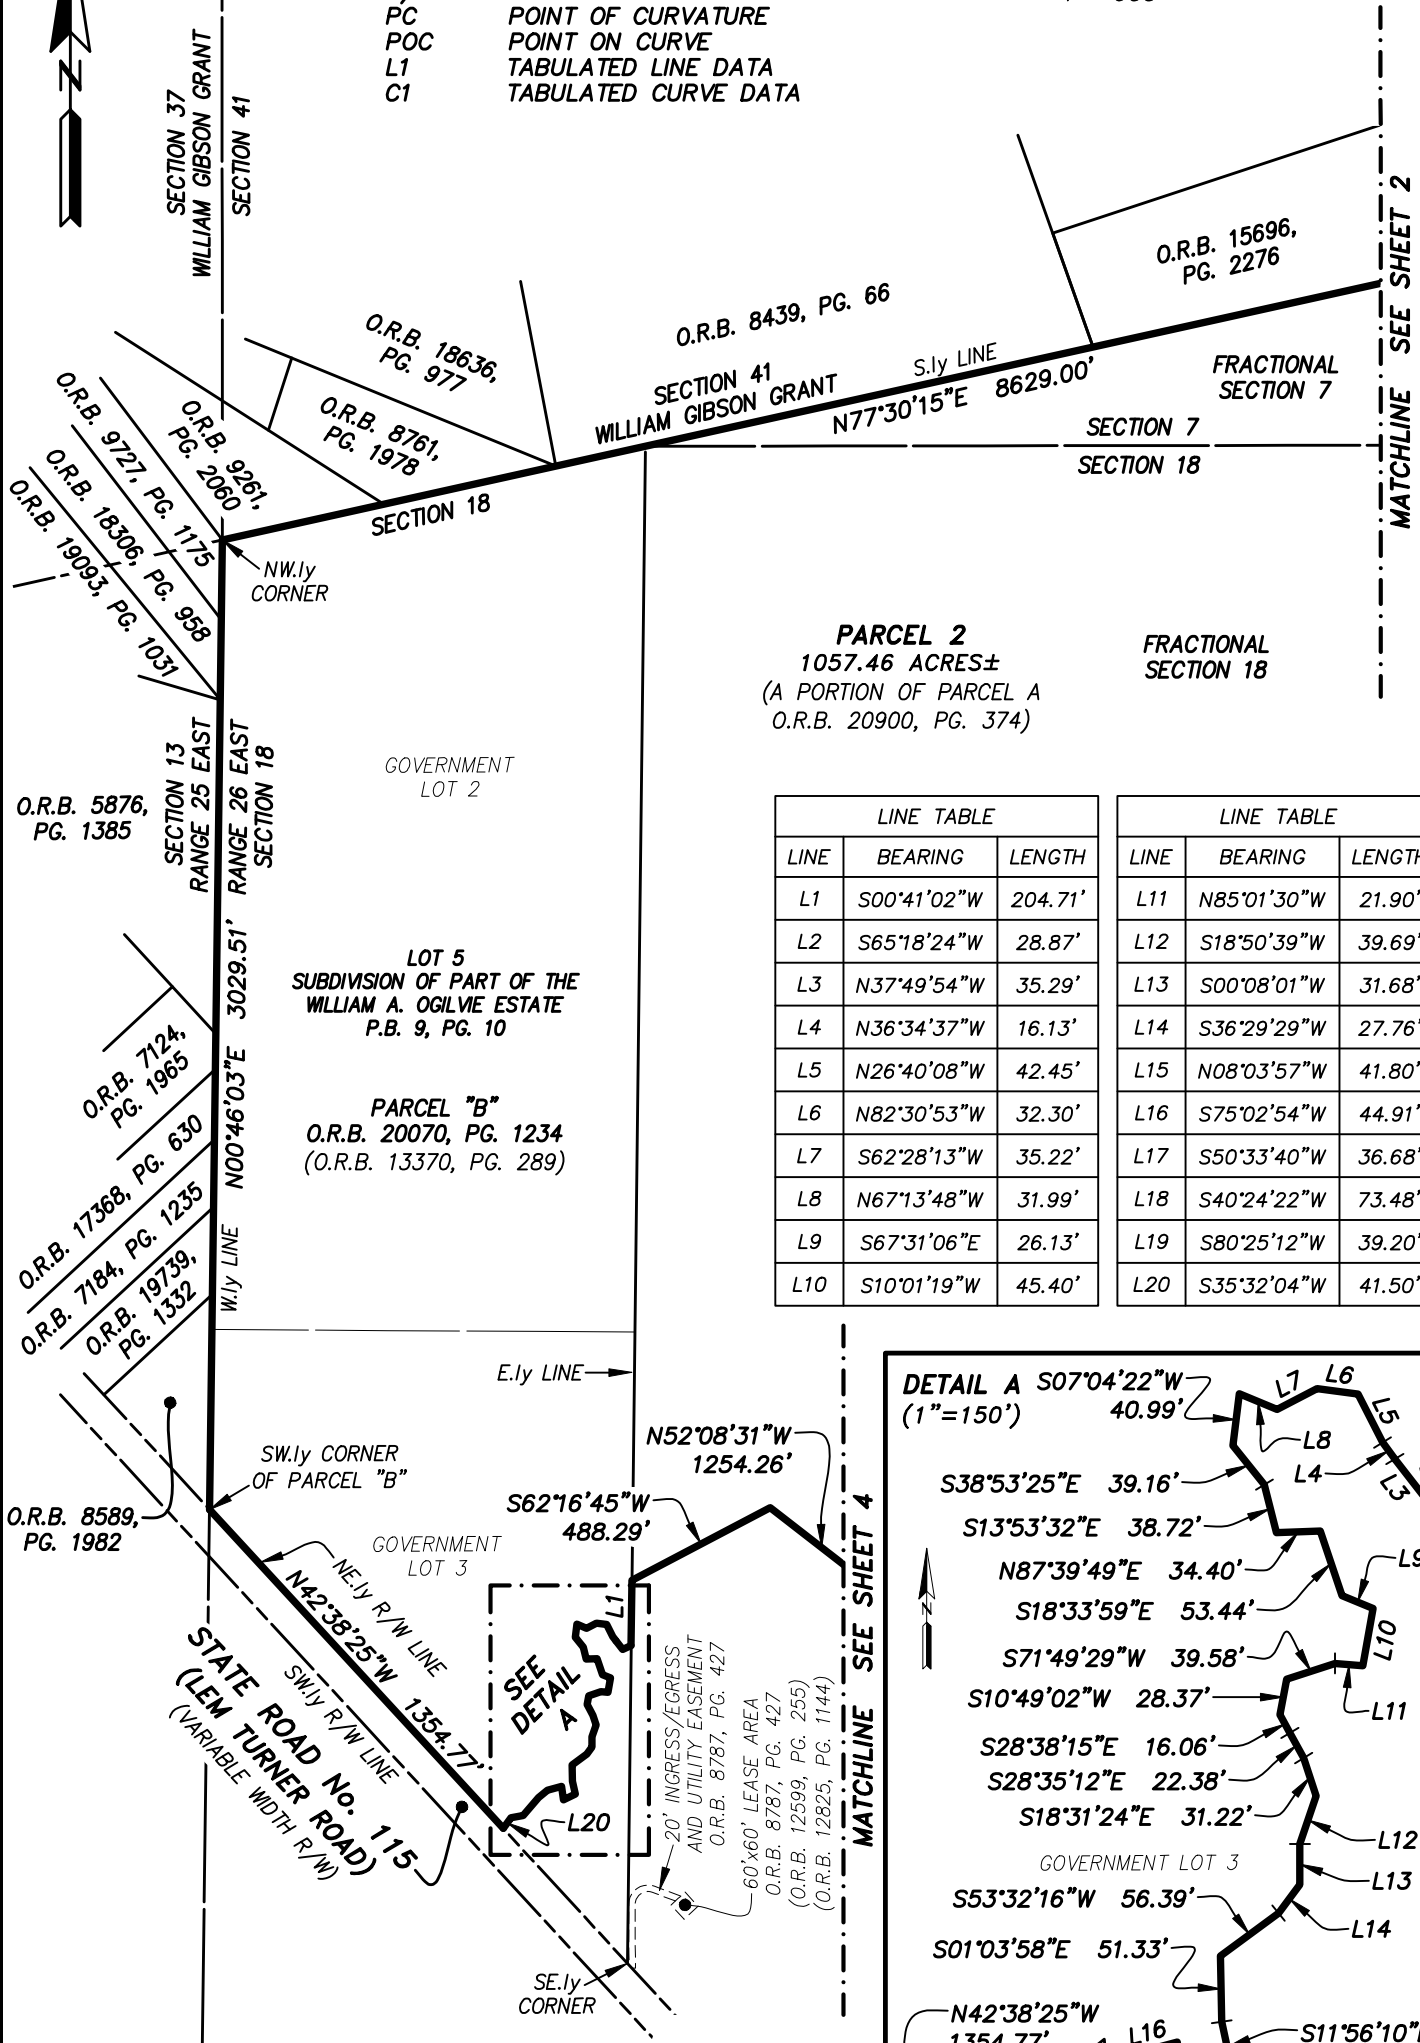 PC POINT OF CURVATURE
POC POINT ON CURVE
L1 TABULATED LINE DATA
C1 TABULATED CURVE DATA
N
SECTION 37
WILLIAM GIBSON GRANT
SECTION 41
MATCHLINE SEE SHEET 2
O.R.B. 15696,
PG. 2276
O.R.B. 8439, PG. 66
O.R.B. 18636,
PG. 977
O.R.B. 8761,
PG. 1978
SECTION 41
WILLIAM GIBSON GRANT
S.ly LINE
N77°30'15"E 8629.00'
FRACTIONAL
SECTION 7
SECTION 7
SECTION 18
SECTION 18
O.R.B. 9261,
PG. 2060
O.R.B. 9727, PG. 1175
O.R.B. 18306, PG. 958
O.R.B. 19093, PG. 1031
NW.ly
CORNER
PARCEL 2
1057.46 ACRES±
(A PORTION OF PARCEL A
O.R.B. 20900, PG. 374)
FRACTIONAL
SECTION 18
GOVERNMENT
LOT 2
SECTION 13
RANGE 25 EAST
RANGE 26 EAST
SECTION 18
O.R.B. 5876,
PG. 1385
N00°46'03"E 3029.51'
W.ly LINE
LOT 5
SUBDIVISION OF PART OF THE
WILLIAM A. OGILVIE ESTATE
P.B. 9, PG. 10
PARCEL "B"
O.R.B. 20070, PG. 1234
(O.R.B. 13370, PG. 289)
O.R.B. 7124,
PG. 1965
O.R.B. 17368, PG. 630
O.R.B. 7184, PG. 1235
O.R.B. 19739,
PG. 1332
LINE TABLE
LINE BEARING LENGTH
L1 S00°41'02"W 204.71'
L2 S65°18'24"W 28.87'
L3 N37°49'54"W 35.29'
L4 N36°34'37"W 16.13'
L5 N26°40'08"W 42.45'
L6 N82°30'53"W 32.30'
L7 S62°28'13"W 35.22'
L8 N67°13'48"W 31.99'
L9 S67°31'06"E 26.13'
L10 S10°01'19"W 45.40'
LINE TABLE
LINE BEARING LENGTH
L11 N85°01'30"W 21.90'
L12 S18°50'39"W 39.69'
L13 S00°08'01"W 31.68'
L14 S36°29'29"W 27.76'
L15 N08°03'57"W 41.80'
L16 S75°02'54"W 44.91'
L17 S50°33'40"W 36.68'
L18 S40°24'22"W 73.48'
L19 S80°25'12"W 39.20'
L20 S35°32'04"W 41.50'
E.ly LINE
SW.ly CORNER
OF PARCEL "B"
O.R.B. 8589,
PG. 1982
N52°08'31"W
1254.26'
S62°16'45"W
488.29'
GOVERNMENT
LOT 3
NE.ly R/W LINE
N42°38'25"W 1354.77'
SW.ly R/W LINE
STATE ROAD No. 115
(LEM TURNER ROAD)
(VARIABLE WIDTH R/W)
SEE
DETAIL
A
L1
L20
20' INGRESS/EGRESS
AND UTILITY EASEMENT
O.R.B. 8787, PG. 427
60'x60' LEASE AREA
O.R.B. 8787, PG. 427
(O.R.B. 12599, PG. 255)
(O.R.B. 12825, PG. 1144)
SE.ly
CORNER
MATCHLINE SEE SHEET 4
DETAIL A
(1"=150')
S07°04'22"W
40.99'
L7
L6
L5
L8
L4
L3
S38°53'25"E 39.16'
S13°53'32"E 38.72'
N87°39'49"E 34.40'
L9
S18°33'59"E 53.44'
L10
N
S71°49'29"W 39.58'
S10°49'02"W 28.37'
L11
S28°38'15"E 16.06'
S28°35'12"E 22.38'
S18°31'24"E 31.22'
L12
GOVERNMENT LOT 3
L13
S53°32'16"W 56.39'
L14
S01°03'58"E 51.33'
N42°38'25"W
1354.77'
L16
S11°56'10"W